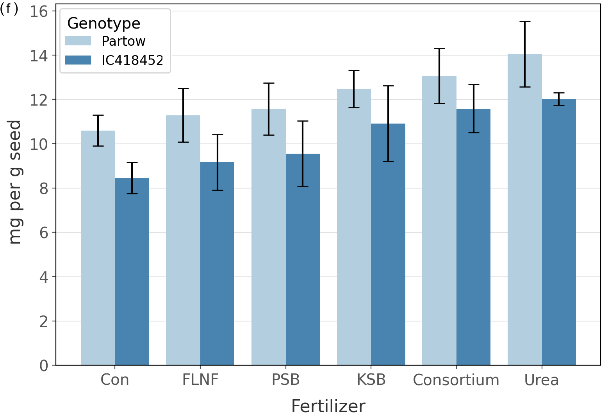 (f)
Genotype
Partow
IC418452
mg per g seed
16
14
12
10
8
6
4
2
0
Con FLNF PSB KSB Consortium Urea
Fertilizer